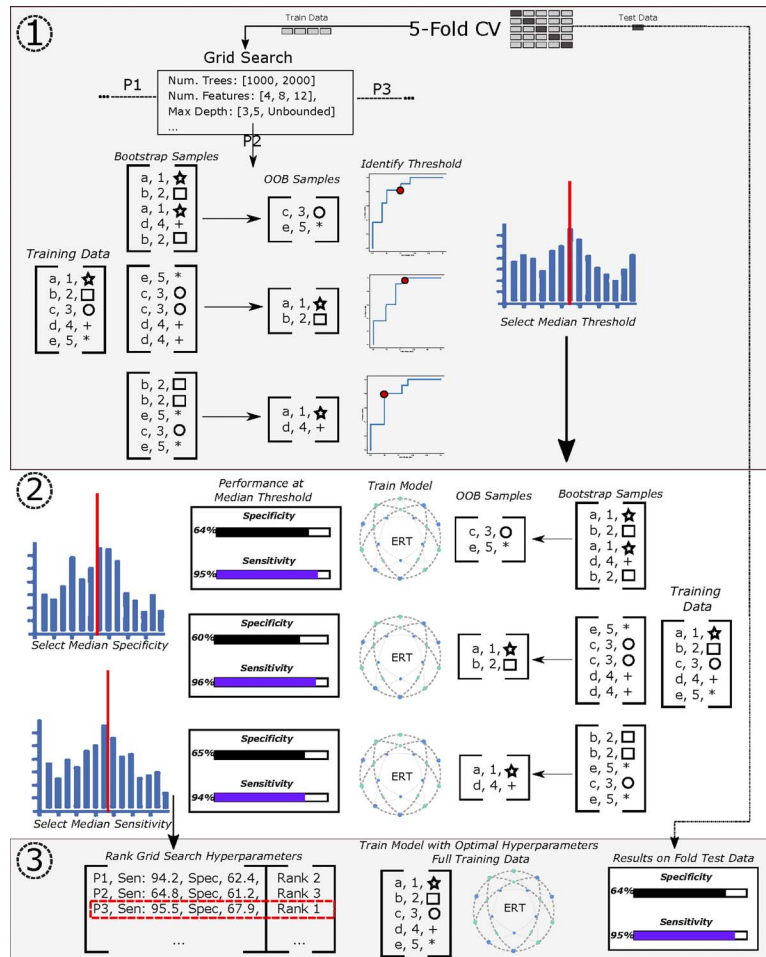 1
Train Data
5-Fold CV
Test Data
Grid Search
P1
Num. Trees: [1000, 2000]
Num. Features: [4, 8, 12],
Max Depth: [3,5, Unbounded]
...
P3
...
...
P2
Bootstrap Samples
OOB Samples
Identify Threshold
a, 1,
b, 2,
a, 1,
d, 4, +
b, 2,
c, 3,
e, 5, *
Training Data
a, 1,
b, 2,
c, 3,
d, 4, +
e, 5, *
e, 5, *
c, 3,
c, 3,
d, 4, +
d, 4, +
a, 1,
b, 2,
Select Median Threshold
b, 2,
b, 2,
e, 5, *
c, 3,
e, 5, *
a, 1,
d, 4, +
2
Performance at
Median Threshold
Train Model
OOB Samples
Bootstrap Samples
Specificity
64%
Sensitivity
95%
ERT
c, 3,
e, 5, *
a, 1,
b, 2,
a, 1,
d, 4, +
b, 2,
Select Median Specificity
Training
Data
Specificity
60%
Sensitivity
96%
ERT
a, 1,
b, 2,
e, 5, *
c, 3,
c, 3,
d, 4, +
d, 4, +
a, 1,
b, 2,
c, 3,
d, 4, +
e, 5, *
Specificity
65%
Sensitivity
94%
ERT
a, 1,
d, 4, +
b, 2,
b, 2,
e, 5, *
c, 3,
e, 5, *
Select Median Sensitivity
3
Rank Grid Search Hyperparameters
P1, Sen: 94.2, Spec, 62.4, Rank 2
P2, Sen: 64.8, Spec, 61.2, Rank 3
P3, Sen: 95.5, Spec, 67.9, Rank 1
... ...
Train Model with Optimal Hyperparameters
Full Training Data
a, 1,
b, 2,
c, 3,
d, 4, +
e, 5, *
ERT
Results on Fold Test Data
Specificity
64%
Sensitivity
95%